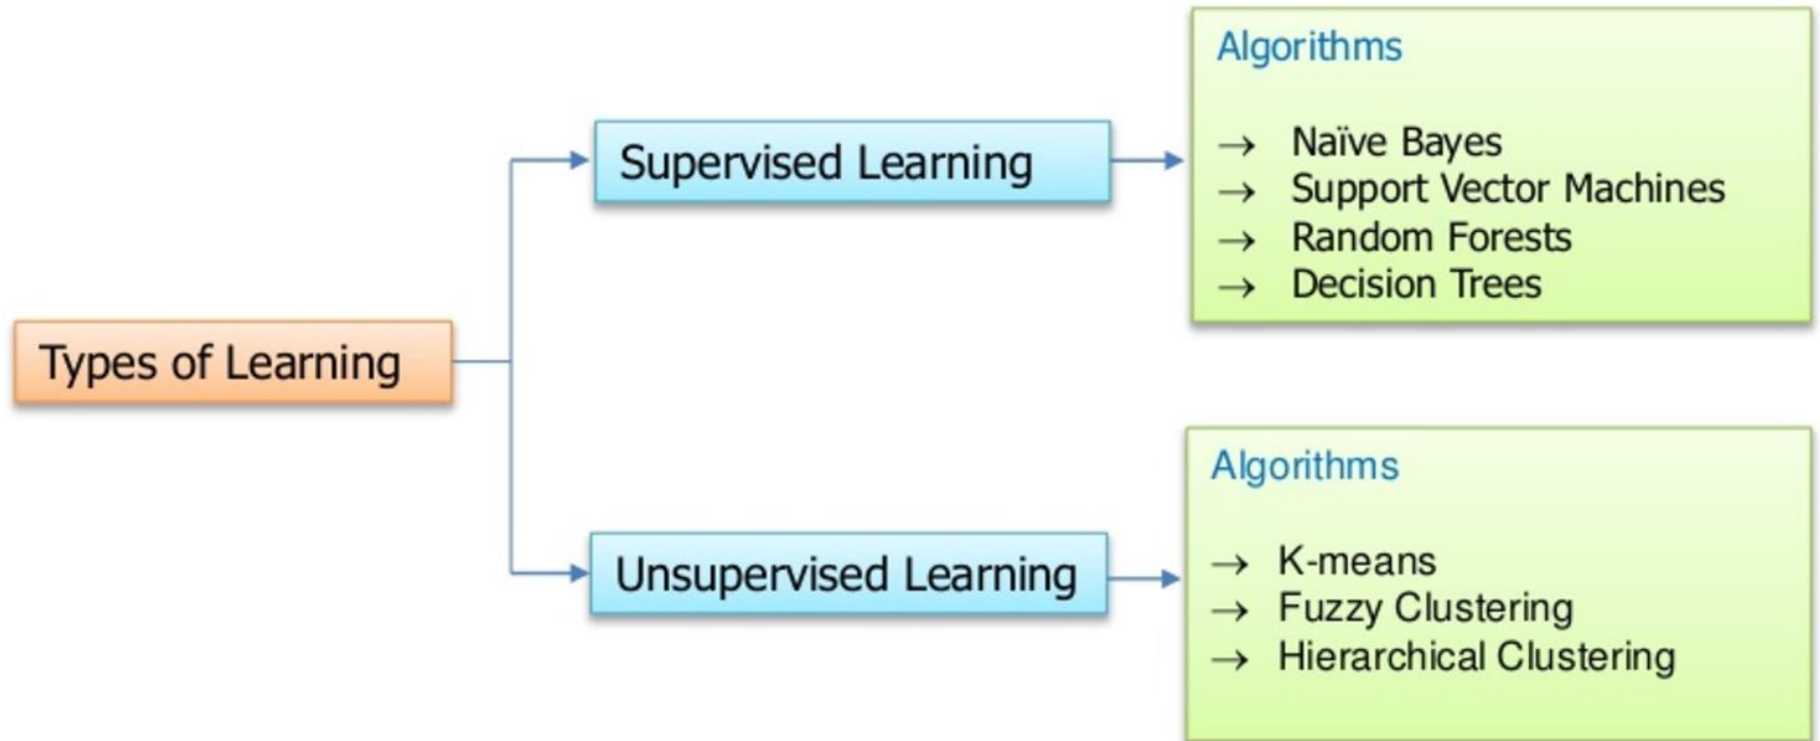 Types of Learning
Supervised Learning
Algorithms
→ Naïve Bayes
→ Support Vector Machines
→ Random Forests
→ Decision Trees
Unsupervised Learning
Algorithms
→ K-means
→ Fuzzy Clustering
→ Hierarchical Clustering